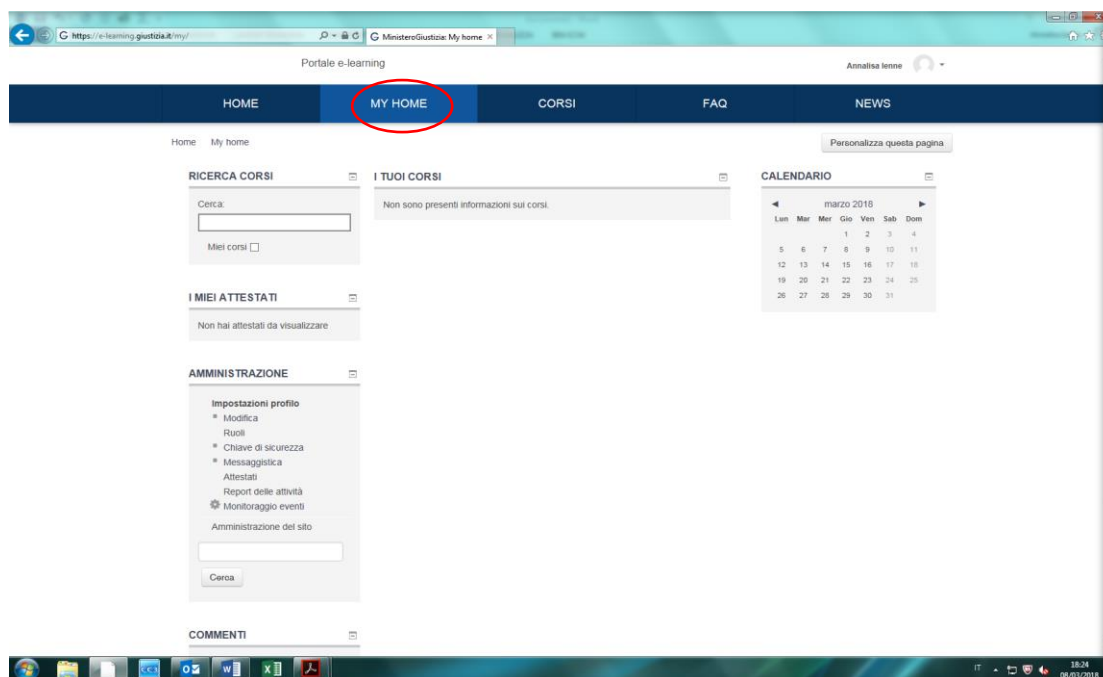 https://e-learning.giustizia.it/my/
MinisteroGiustizia: My home
Portale e-learning
Annalisa Ienne
HOME MY HOME CORSI FAQ NEWS
Home My home
Personalizza questa pagina
RICERCA CORSI
Cerca:
Miei corsi
I MIEI ATTESTATI
Non hai attestati da visualizzare
AMMINISTRAZIONE
Impostazioni profilo
Modifica
Ruoli
Chiave di sicurezza
Messaggistica
Attestati
Report delle attività
Monitoraggio eventi
Amministrazione del sito
Cerca
COMMENTI
I TUOI CORSI
Non sono presenti informazioni sui corsi.
CALENDARIO
marzo 2018
Lun Mar Mer Gio Ven Sab Dom
1 2 3 4
5 6 7 8 9 10 11
12 13 14 15 16 17 18
19 20 21 22 23 24 25
26 27 28 29 30 31
IT
18:24
08/03/2018